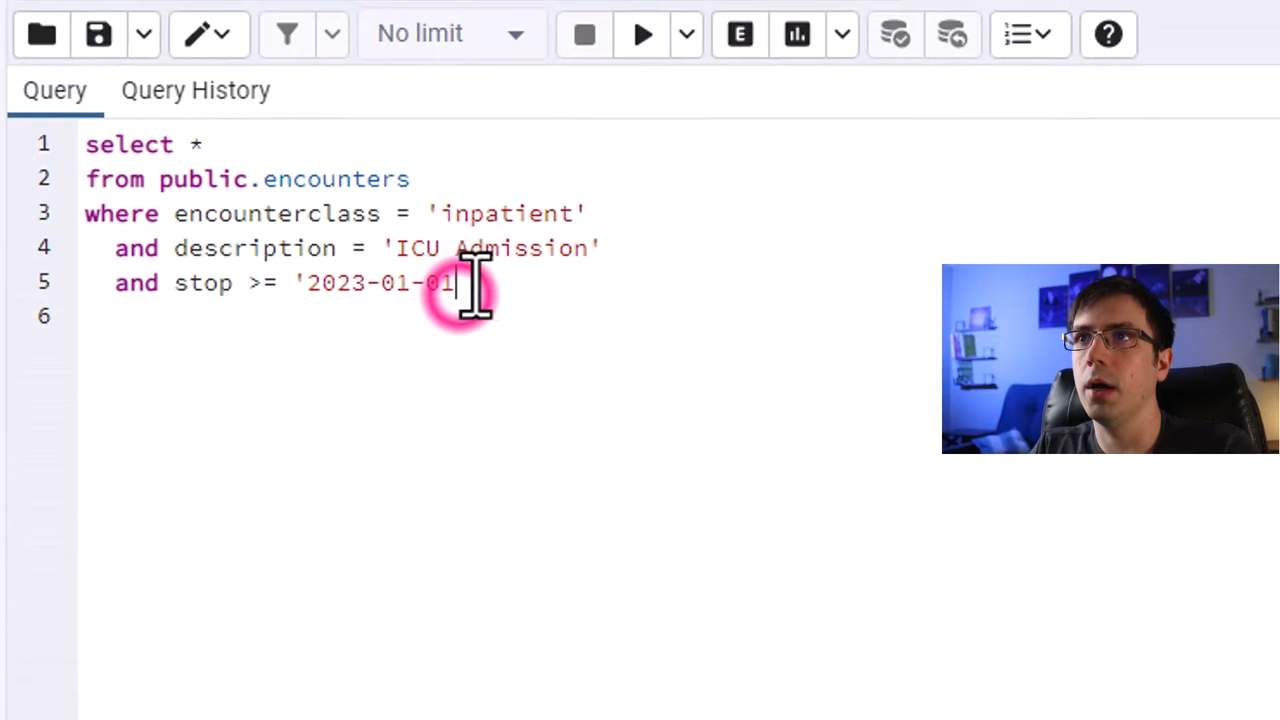 No limit
E
?
Query Query History
1 select *
2 from public.encounters
3 where encounterclass = 'inpatient'
4 and description = 'ICU Admission'
5 and stop >= '2023-01-01
6